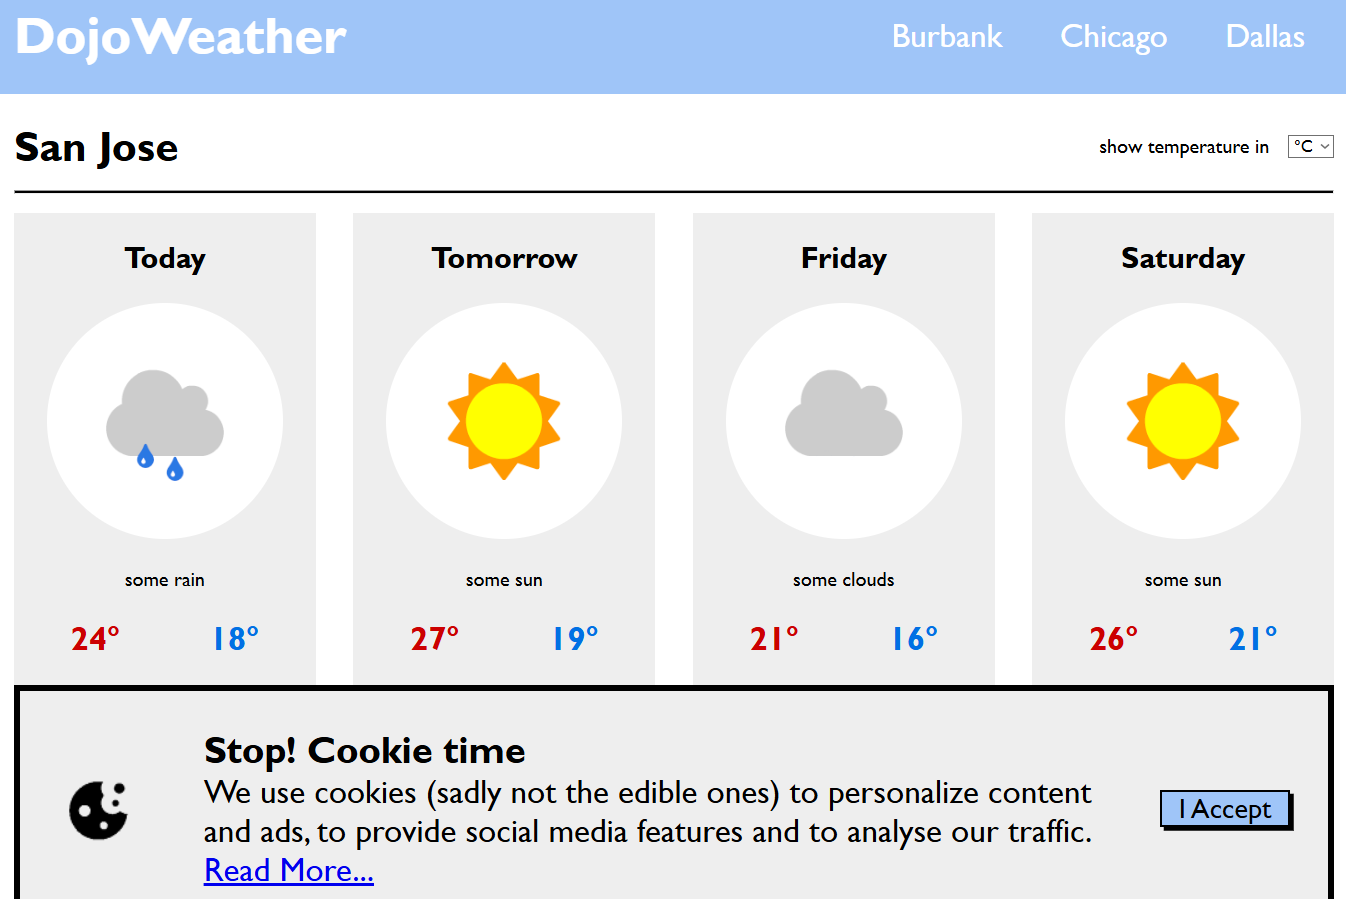 DojoWeather
Burbank Chicago Dallas
San Jose
show temperature in °C
Today
Tomorrow
Friday
Saturday
some rain
some sun
some clouds
some sun
24° 18°
27° 19°
21° 16°
26° 21°
Stop! Cookie time
We use cookies (sadly not the edible ones) to personalize content
and ads, to provide social media features and to analyse our traffic.
Read More...
I Accept